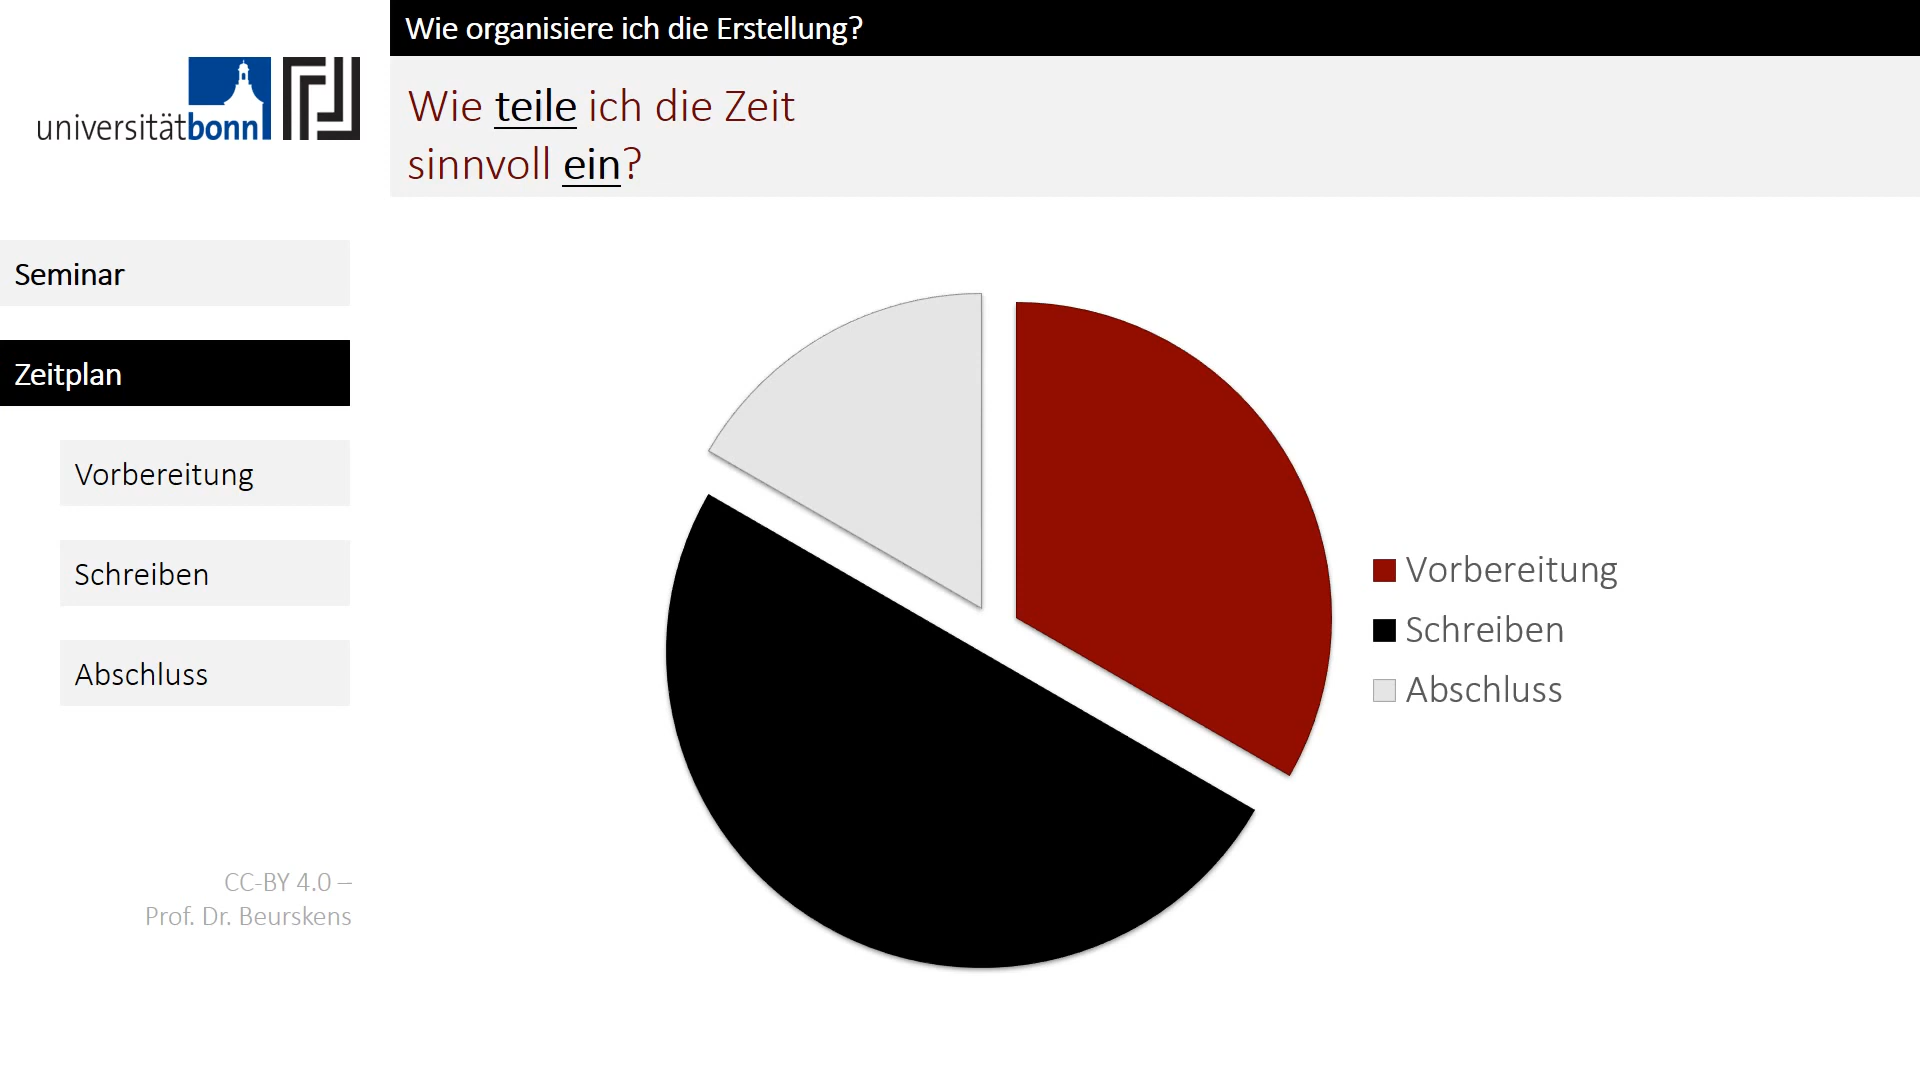 universitätbonn
Wie organisiere ich die Erstellung?
Wie teile ich die Zeit
sinnvoll ein?
Seminar
Zeitplan
Vorbereitung
Schreiben
Abschluss
Vorbereitung
Schreiben
Abschluss
CC-BY 4.0 –
Prof. Dr. Beurskens